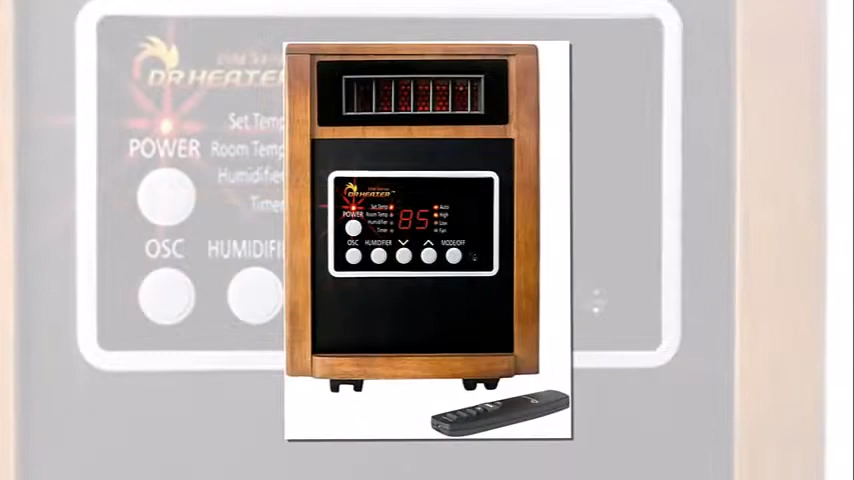 DR HEATER
Set Temp
POWER Room Temp
Humidifier
Timer
OSC HUMIDIF
DR HEATER
Set Temp
Auto
POWER Room Temp
85
High
Humidifier
Low
Timer
Fan
OSC HUMIDIFIER MODE/OFF